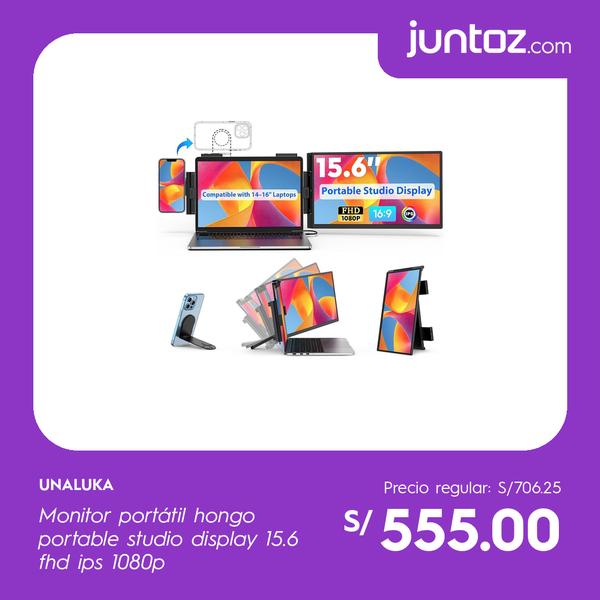 juntoz.com
15.6"
Portable Studio Display
Compatible with 14-16" Laptops
FHD
1080P
16:9
IPS
UNALUKA
Monitor portátil hongo
portable studio display 15.6
fhd ips 1080p
Precio regular: S/706.25
S/ 555.00